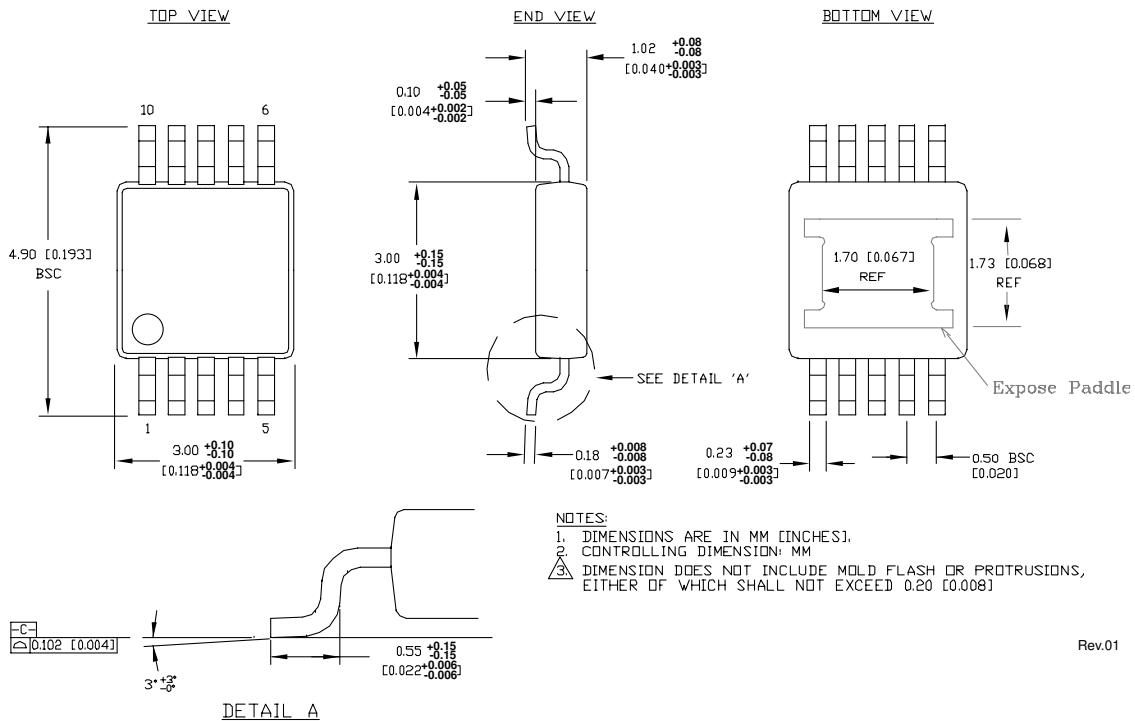 TOP VIEW
END VIEW
BOTTOM VIEW
1.02 +0.08 -0.08
[0.040+0.003 -0.003]
0.10 +0.05 -0.05
[0.004+0.002 -0.002]
10
6
4.90 [0.193]
BSC
3.00 +0.15 -0.15
[0.118+0.004 -0.004]
1.70 [0.067]
REF
1.73 [0.068]
REF
SEE DETAIL 'A'
Expose Paddle
1
5
3.00 +0.10 -0.10
[0.118+0.004 -0.004]
0.18 +0.008 -0.008
[0.007+0.003 -0.003]
0.23 +0.07 -0.08
[0.009+0.003 -0.003]
0.50 BSC
[0.020]
NOTES:
1. DIMENSIONS ARE IN MM [INCHES].
2. CONTROLLING DIMENSION: MM
3. DIMENSION DOES NOT INCLUDE MOLD FLASH OR PROTRUSIONS,
EITHER OF WHICH SHALL NOT EXCEED 0.20 [0.008]
-C-
0.102 [0.004]
3° +3° -0°
0.55 +0.15 -0.15
[0.022+0.006 -0.006]
DETAIL A
Rev.01